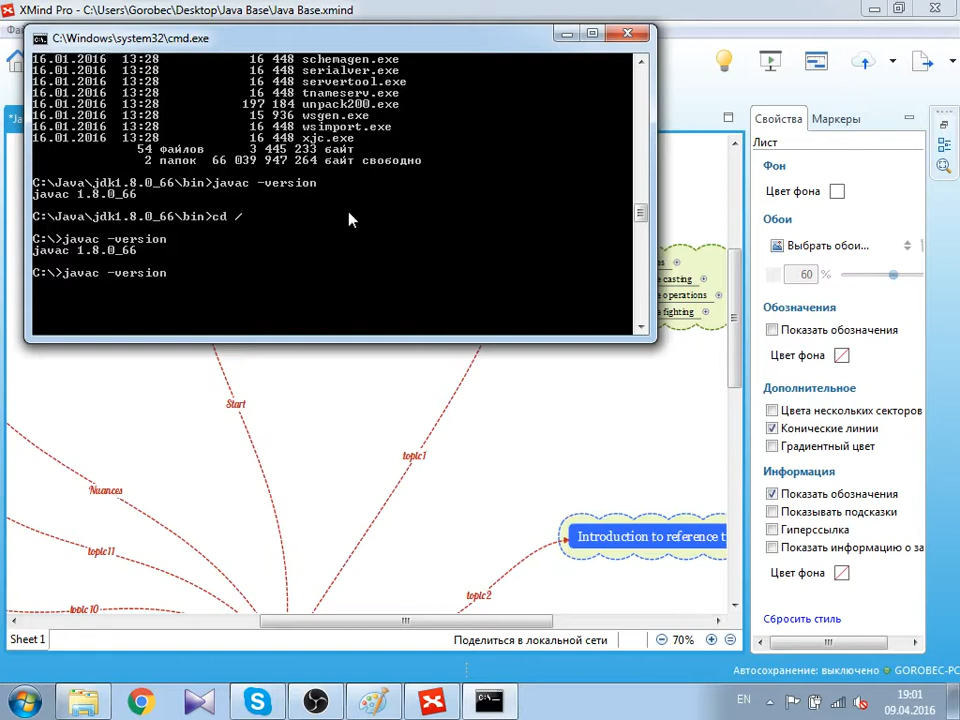 XMind Pro - C:\Users\Gorobec\Desktop\Java Base\Java Base.xmind
C:\Windows\system32\cmd.exe
16.01.2016 13:28 16 448 schemagen.exe
16.01.2016 13:28 16 448 serialver.exe
16.01.2016 13:28 16 448 servertool.exe
16.01.2016 13:28 16 448 tnameserv.exe
16.01.2016 13:28 197 184 unpack200.exe
16.01.2016 13:28 15 936 wsgen.exe
16.01.2016 13:28 16 448 wsimport.exe
16.01.2016 13:28 16 448 xjc.exe
54 файлов 3 445 233 байт
2 папок 66 039 947 264 байт свободно
C:\Java\jdk1.8.0_66\bin>javac -version
javac 1.8.0_66
C:\Java\jdk1.8.0_66\bin>cd /
C:\>javac -version
javac 1.8.0_66
C:\>javac -version
casting
operations
fighting
Start
topic1
Nuances
topic11
topic10
topic2
Introduction to reference t
Свойства
Маркеры
Лист
Фон
Цвет фона
Обои
Выбрать обои...
60 %
Обозначения
Показать обозначения
Цвет фона
Дополнительное
Цвета нескольких секторов
Конические линии
Градиентный цвет
Информация
Показать обозначения
Показывать подсказки
Гиперссылка
Показать информацию о за
Цвет фона
Сбросить стиль
Sheet 1
Поделиться в локальной сети
70%
Автосохранение: выключено
GOROBEC-PC
EN
19:01
09.04.2016